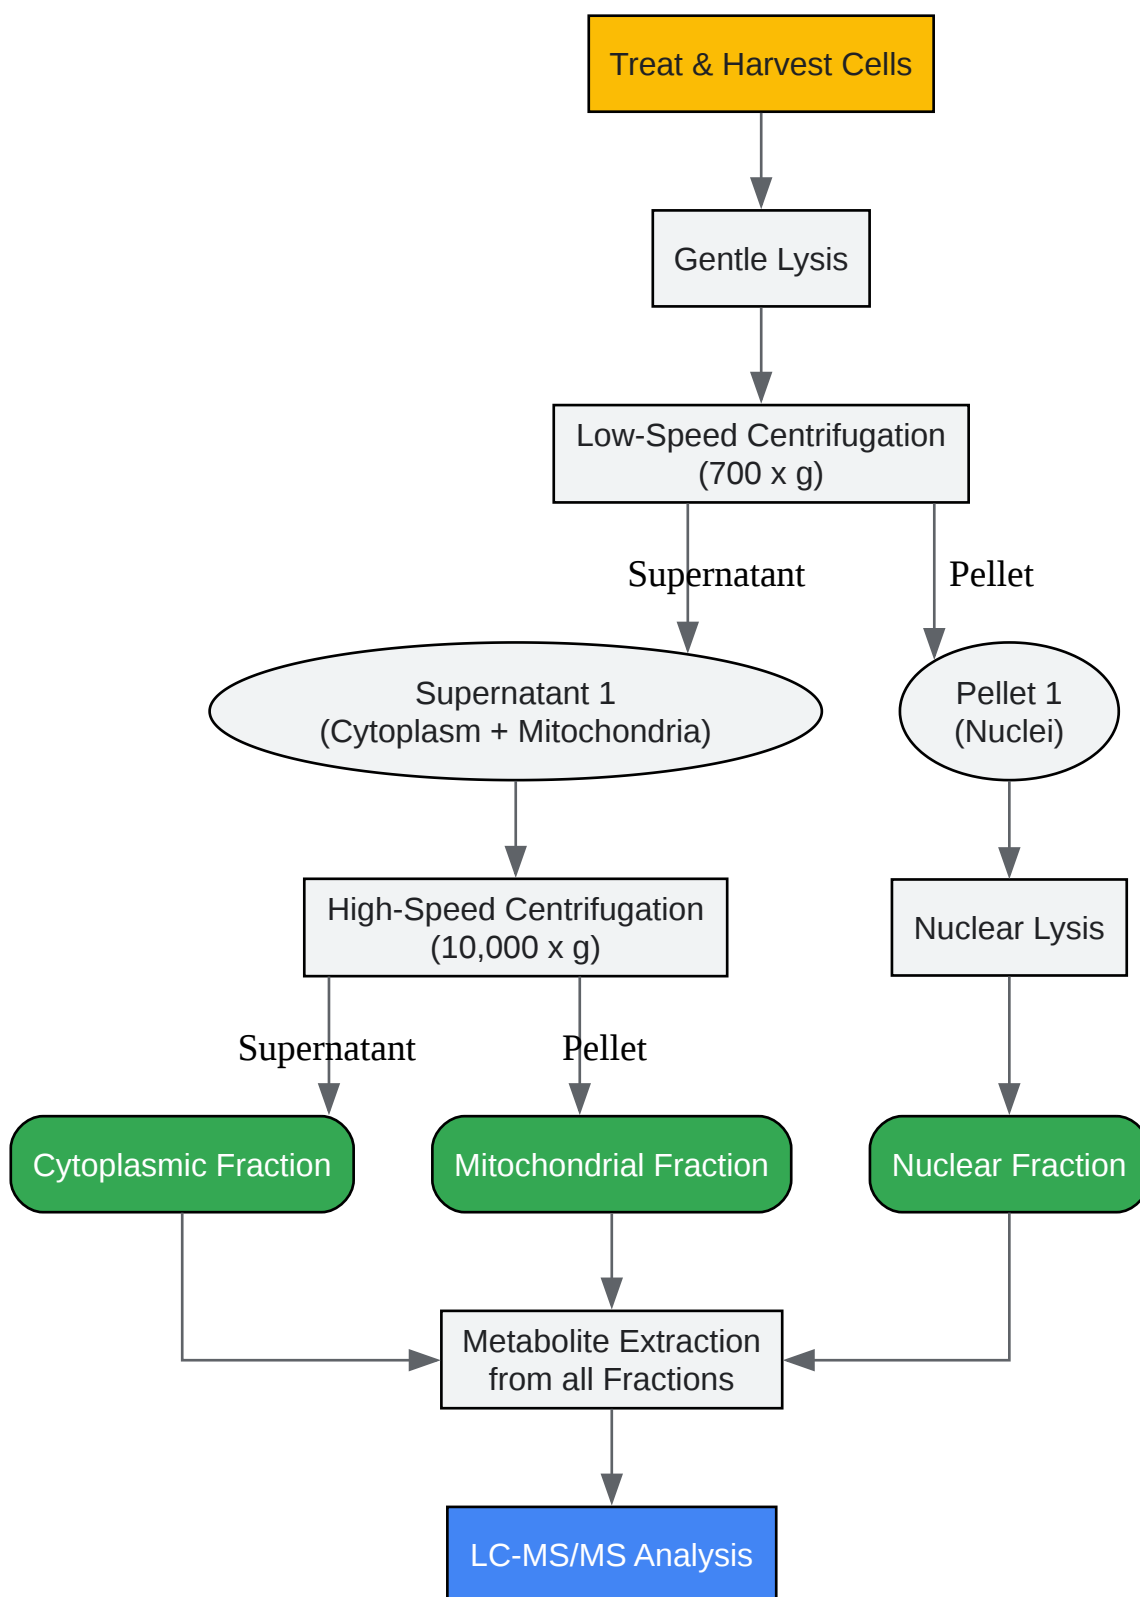 Treat & Harvest Cells
Gentle Lysis
Low-Speed Centrifugation
(700 x g)
Supernatant
Pellet
Supernatant 1
(Cytoplasm + Mitochondria)
Pellet 1
(Nuclei)
High-Speed Centrifugation
(10,000 x g)
Nuclear Lysis
Supernatant
Pellet
Cytoplasmic Fraction
Mitochondrial Fraction
Nuclear Fraction
Metabolite Extraction
from all Fractions
LC-MS/MS Analysis